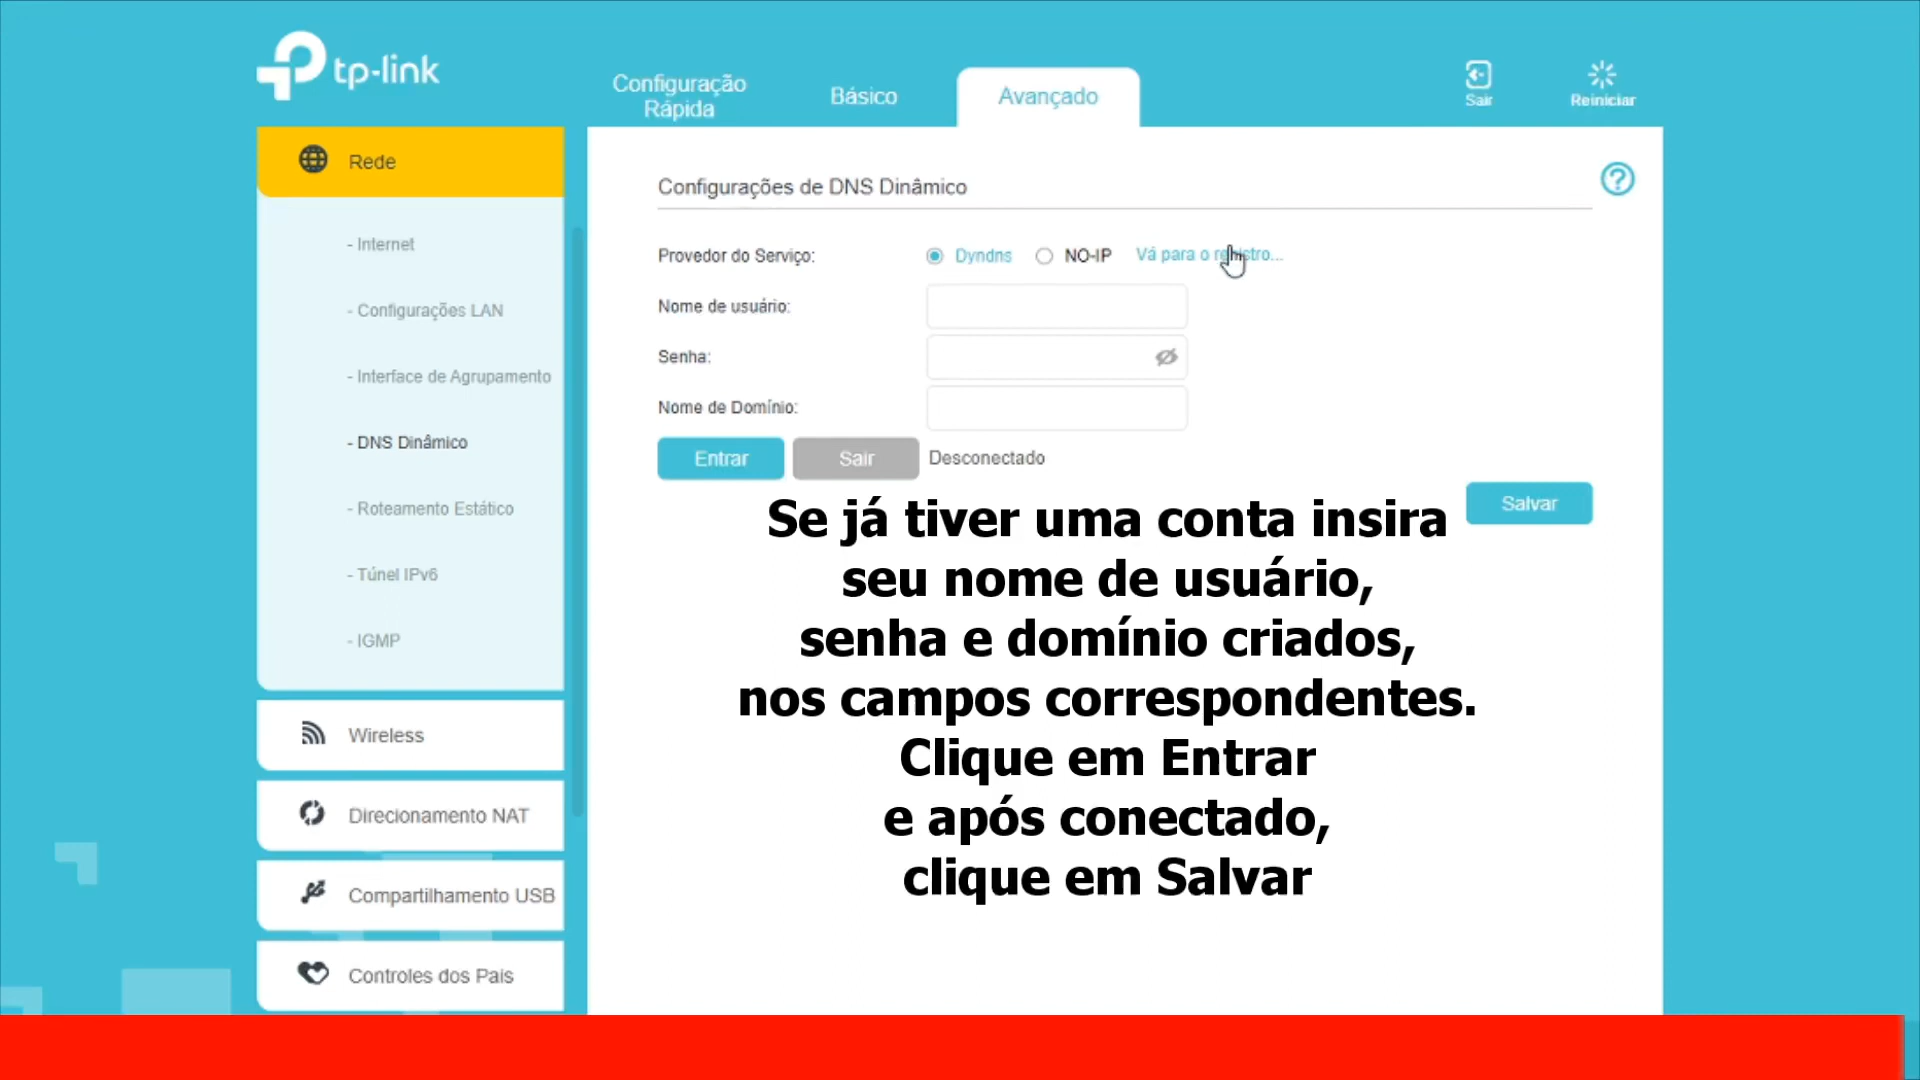 tp-link
Configuração
Rápida
Básico
Avançado
Sair
Reiniciar
Rede
- Internet
- Configurações LAN
- Interface de Agrupamento
- DNS Dinâmico
- Roteamento Estático
- Túnel IPv6
- IGMP
Wireless
Direcionamento NAT
Compartilhamento USB
Controles dos Pais
Configurações de DNS Dinâmico
?
Provedor do Serviço: Dyndns NO-IP Vá para o registro...
Nome de usuário:
Senha:
Nome de Domínio:
Entrar Sair Desconectado
Salvar
Se já tiver uma conta insira
seu nome de usuário,
senha e domínio criados,
nos campos correspondentes.
Clique em Entrar
e após conectado,
clique em Salvar